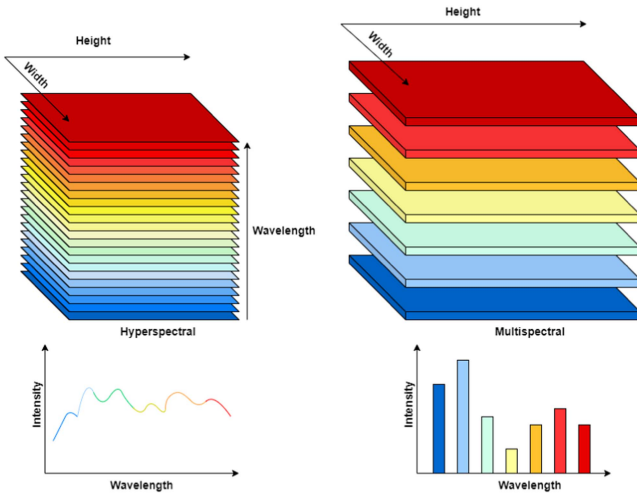 Height
Width
Wavelength
Hyperspectral
Intensity
Wavelength
Height
Width
Multispectral
Intensity
Wavelength